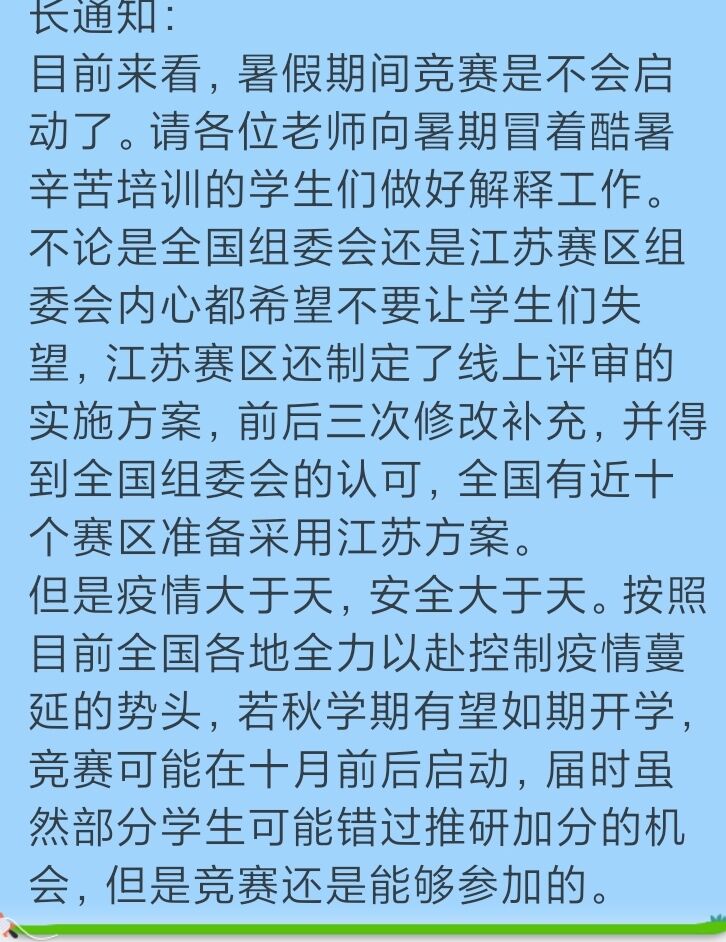 长通知：
目前来看，暑假期间竞赛是不会启
动了。请各位老师向暑期冒着酷暑
辛苦培训的学生们做好解释工作。
不论是全国组委会还是江苏赛区组
委会内心都希望不要让学生们失
望，江苏赛区还制定了线上评审的
实施方案，前后三次修改补充，并得
到全国组委会的认可，全国有近十
个赛区准备采用江苏方案。
但是疫情大于天，安全大于天。按照
目前全国各地全力以赴控制疫情蔓
延的势头，若秋学期有望如期开学，
竞赛可能在十月前后启动，届时虽
然部分学生可能错过推研加分的机
会，但是竞赛还是能够参加的。